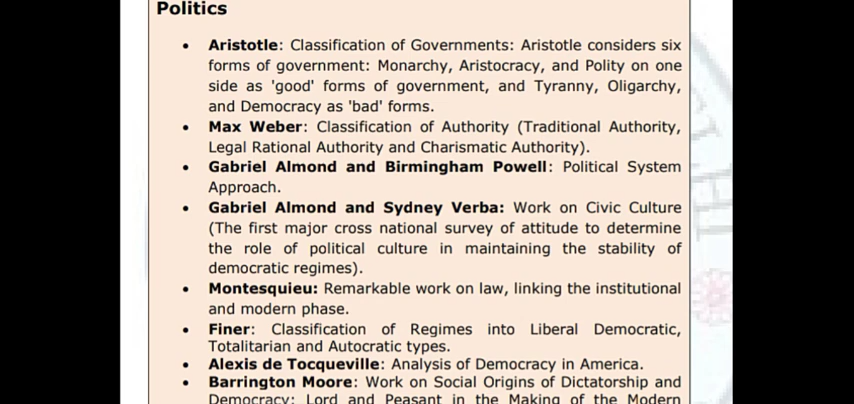 Politics
• Aristotle: Classification of Governments: Aristotle considers six
forms of government: Monarchy, Aristocracy, and Polity on one
side as 'good' forms of government, and Tyranny, Oligarchy,
and Democracy as 'bad' forms.
• Max Weber: Classification of Authority (Traditional Authority,
Legal Rational Authority and Charismatic Authority).
• Gabriel Almond and Birmingham Powell: Political System
Approach.
• Gabriel Almond and Sydney Verba: Work on Civic Culture
(The first major cross national survey of attitude to determine
the role of political culture in maintaining the stability of
democratic regimes).
• Montesquieu: Remarkable work on law, linking the institutional
and modern phase.
• Finer: Classification of Regimes into Liberal Democratic,
Totalitarian and Autocratic types.
• Alexis de Tocqueville: Analysis of Democracy in America.
• Barrington Moore: Work on Social Origins of Dictatorship and
Democracy: Lord and Peasant in the Making of the Modern